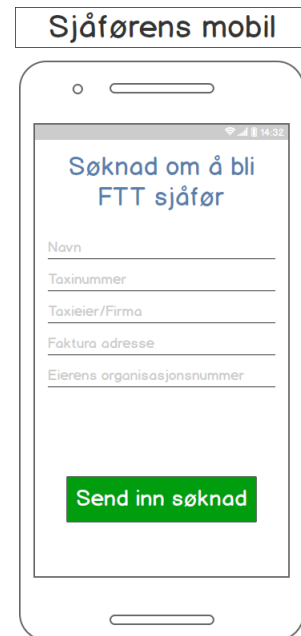 Sjåførens mobil
14:32
Søknad om å bli
FTT sjåfør
Navn
Taxinummer
Taxieier/Firma
Faktura adresse
Eierens organisasjonsnummer
Send inn søknad